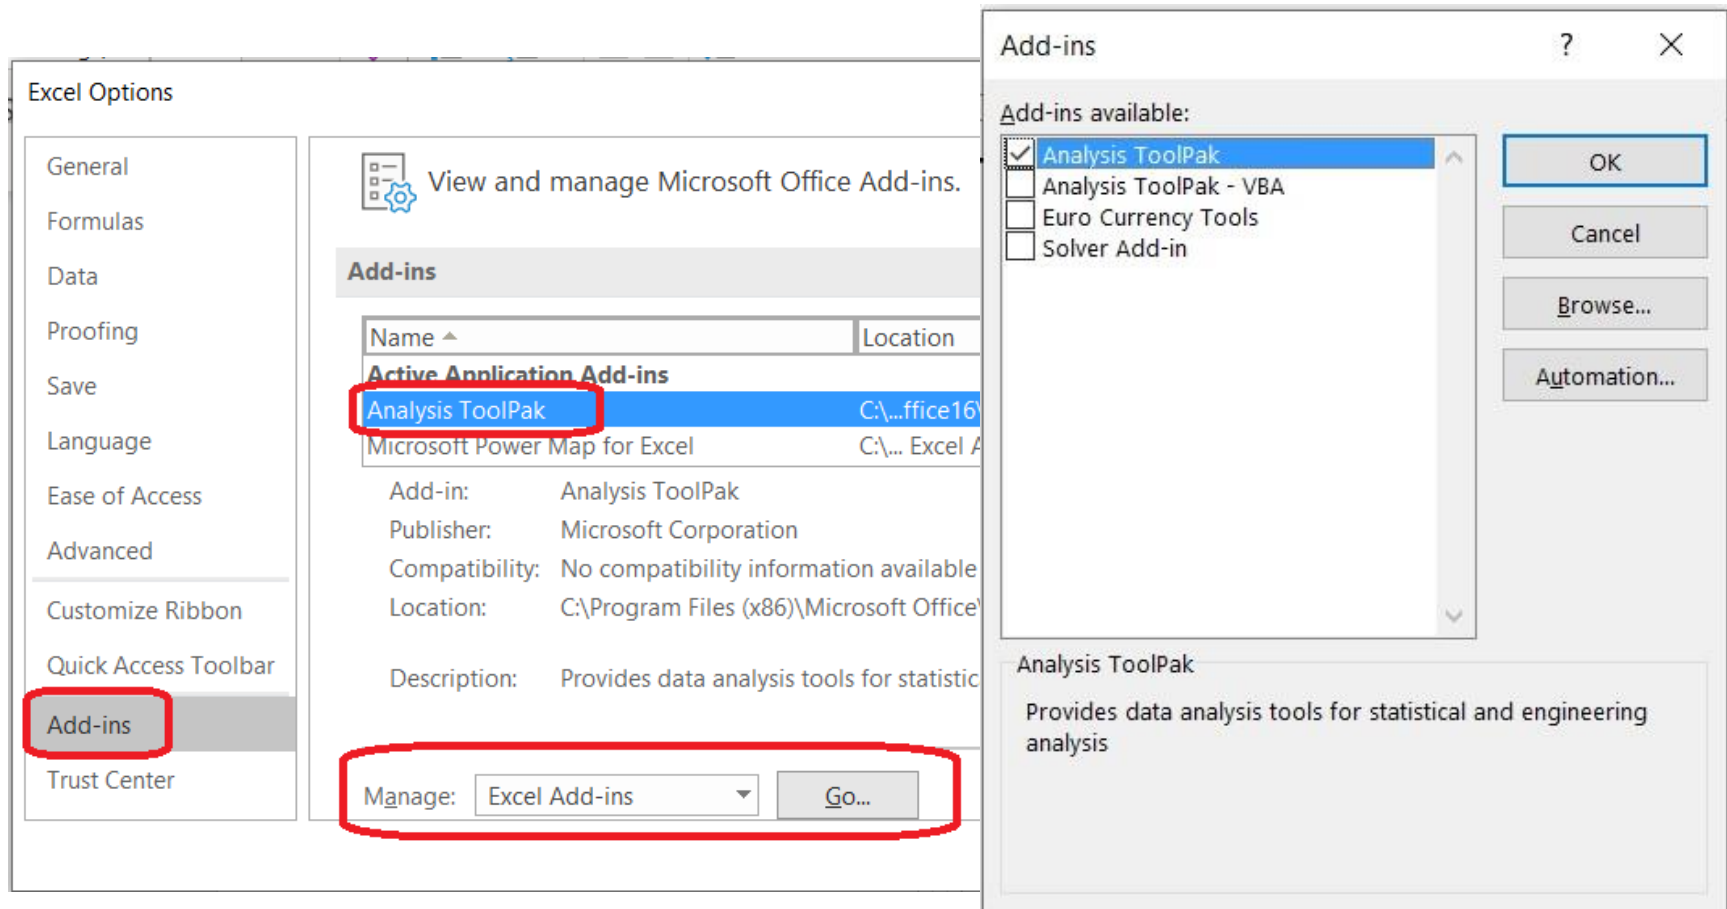 Excel Options
General
Formulas
Data
Proofing
Save
Language
Ease of Access
Advanced
Customize Ribbon
Quick Access Toolbar
Add-ins
Trust Center
View and manage Microsoft Office Add-ins.
Add-ins
Name Location
Active Application Add-ins
Analysis ToolPak C:\...ffice16\
Microsoft Power Map for Excel C:\... Excel A
Add-in: Analysis ToolPak
Publisher: Microsoft Corporation
Compatibility: No compatibility information available
Location: C:\Program Files (x86)\Microsoft Office\
Description: Provides data analysis tools for statistic
Manage: Excel Add-ins Go...
Add-ins ?
Add-ins available:
Analysis ToolPak
Analysis ToolPak - VBA
Euro Currency Tools
Solver Add-in
OK
Cancel
Browse...
Automation...
Analysis ToolPak
Provides data analysis tools for statistical and engineering
analysis